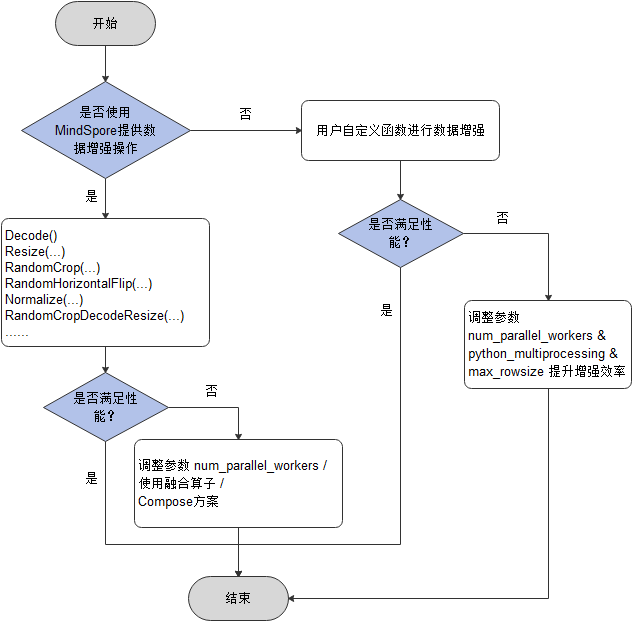 开始
是否使用
MindSpore提供数
据增强操作
否
用户自定义函数进行数据增强
是
Decode()
Resize(...)
RandomCrop(...)
RandomHorizontalFlip(...)
Normalize(...)
RandomCropDecodeResize(...)
......
是否满足性
能？
否
是
调整参数
num_parallel_workers &
python_multiprocessing &
max_rowsize 提升增强效率
是否满足性
能？
否
是
调整参数 num_parallel_workers /
使用融合算子 /
Compose方案
结束